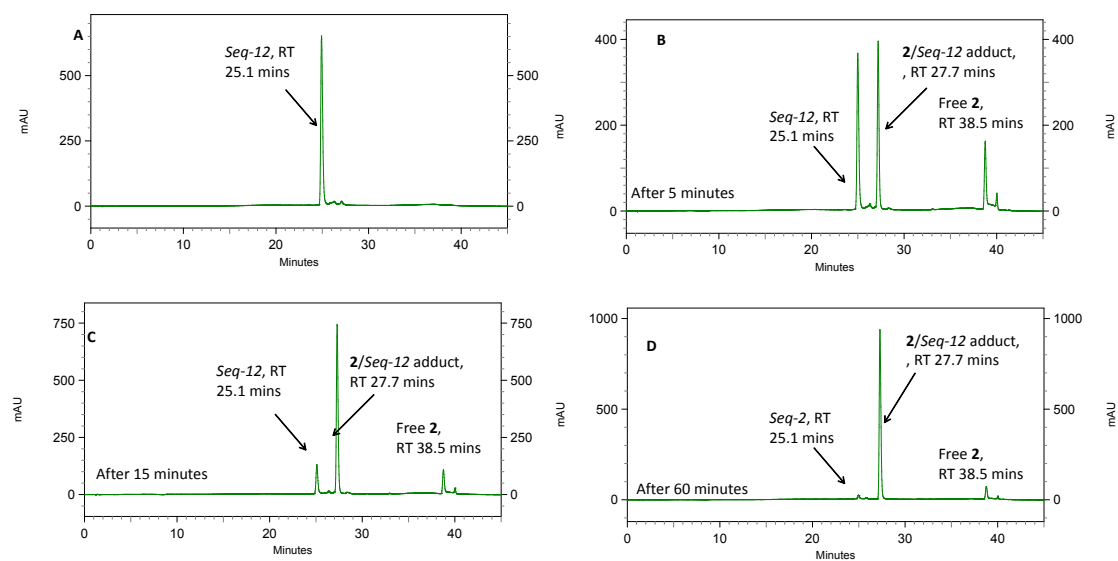 A
Seq-12, RT
25.1 mins
500
250
0
500
250
0
mAU
mAU
0
10
20
30
40
Minutes
B
2/Seq-12 adduct,
, RT 27.7 mins
Free 2,
RT 38.5 mins
Seq-12, RT
25.1 mins
After 5 minutes
400
200
0
400
200
0
mAU
mAU
0
10
20
30
40
Minutes
C
2/Seq-12 adduct,
RT 27.7 mins
Seq-12, RT
25.1 mins
Free 2,
RT 38.5 mins
After 15 minutes
750
500
250
0
750
500
250
0
mAU
mAU
0
10
20
30
40
Minutes
D
2/Seq-12 adduct,
, RT 27.7 mins
Seq-2, RT
25.1 mins
Free 2,
RT 38.5 mins
After 60 minutes
1000
500
0
1000
500
0
mAU
mAU
0
10
20
30
40
Minutes